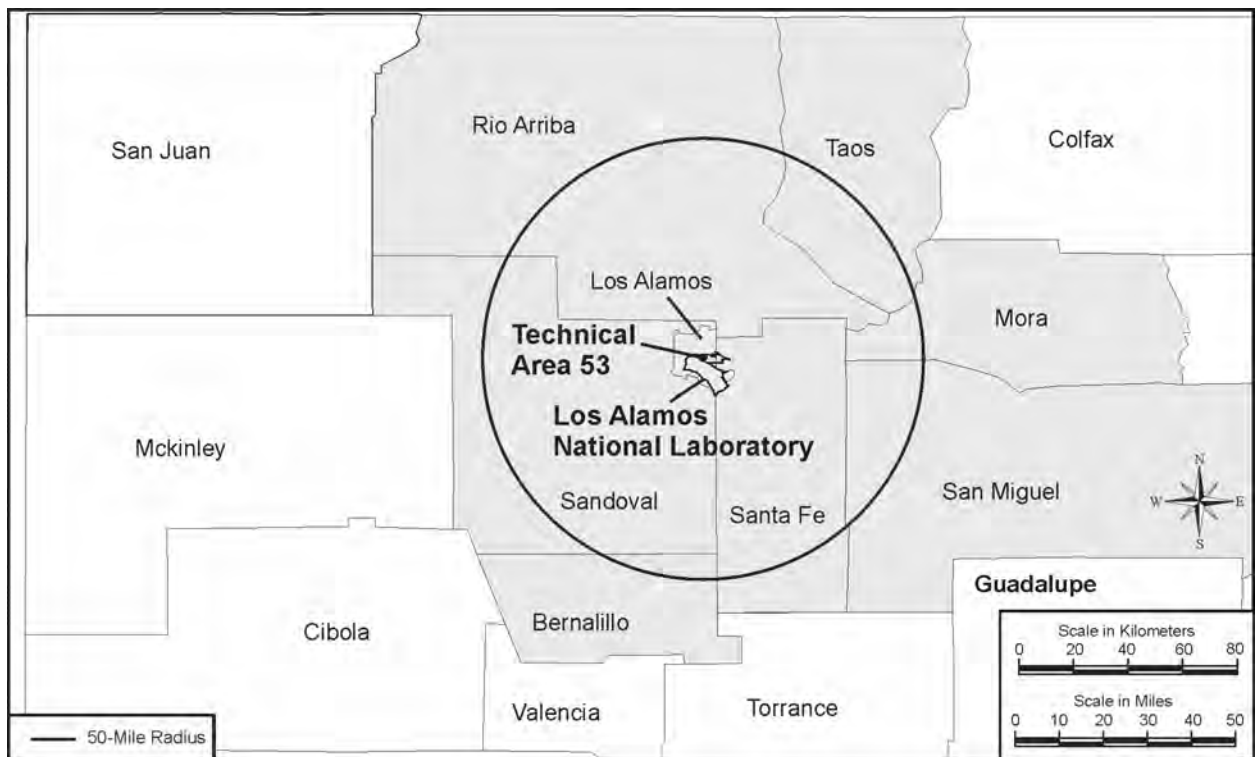 San Juan
Rio Arriba
Taos
Colfax
Los Alamos
Technical
Area 53
Mora
Los Alamos
National Laboratory
Mckinley
Sandoval
Santa Fe
San Miguel
N
W
E
S
Guadalupe
Cibola
Bernalillo
Valencia
Torrance
Scale in Kilometers
0 20 40 60 80
Scale in Miles
0 10 20 30 40 50
50-Mile Radius